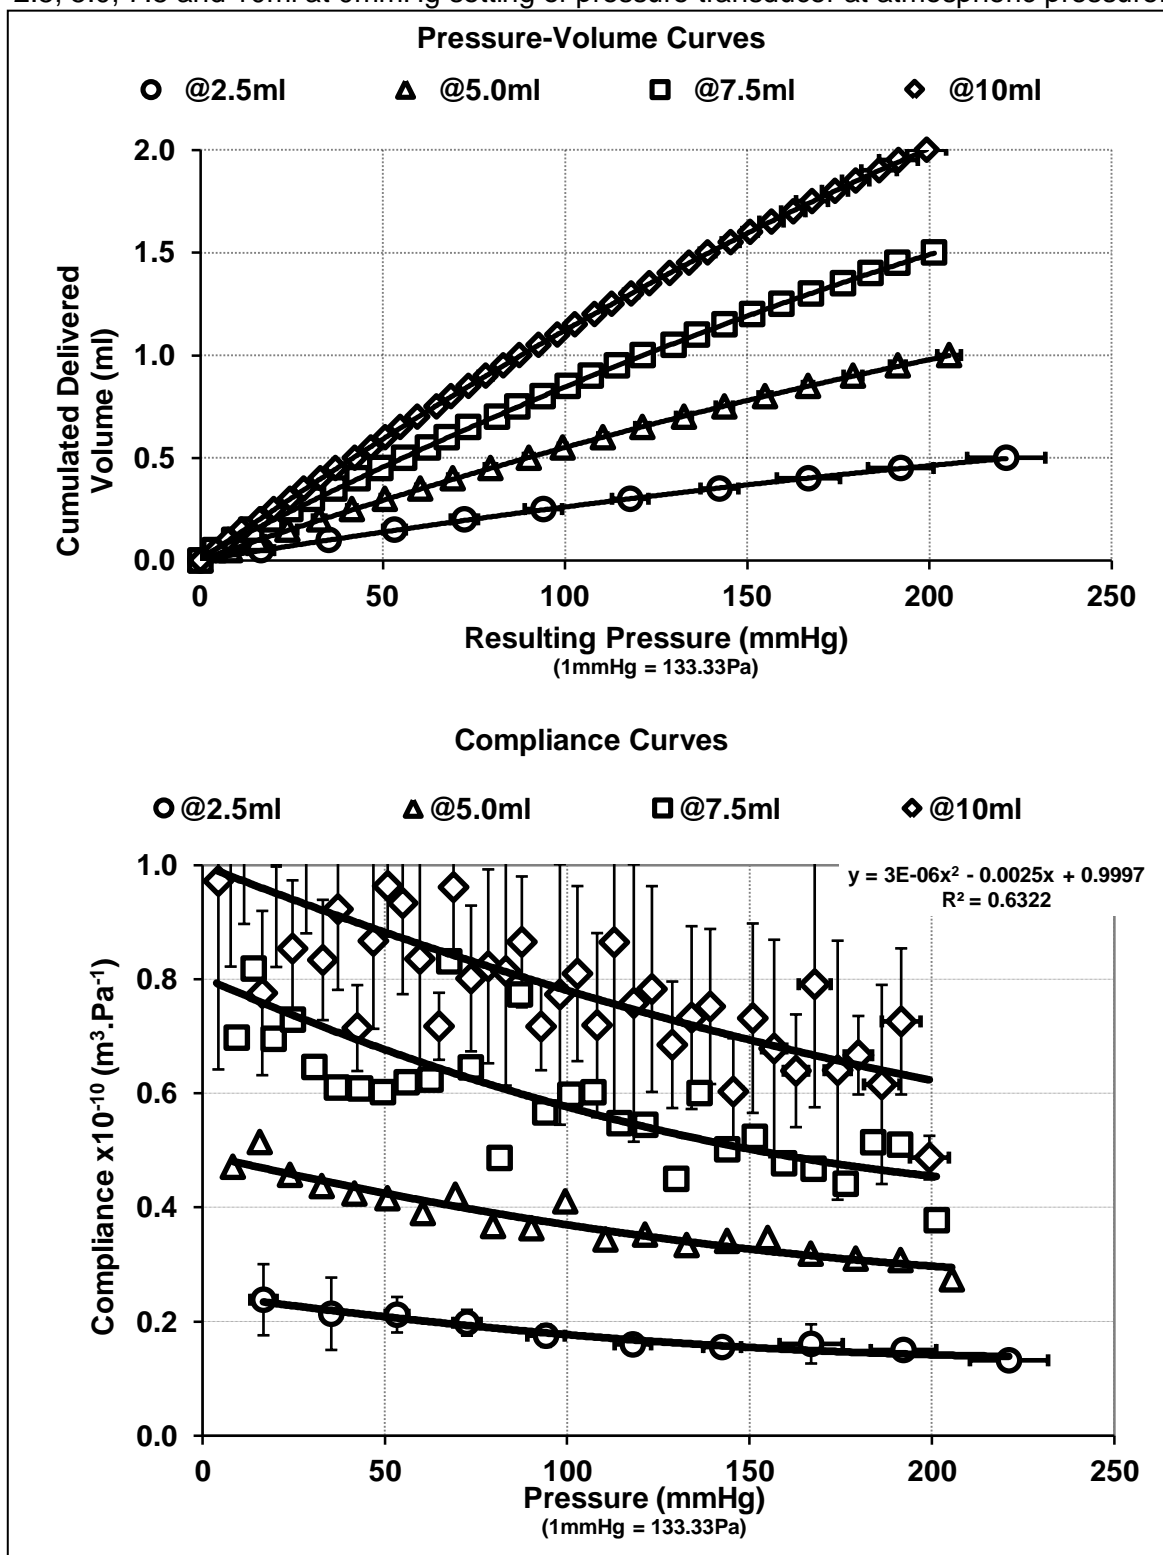 2.5, 5.0, 7.5 and 10ml at 0mmHg setting of pressure transducer at atmospheric pressure.
Pressure-Volume Curves
@2.5ml @5.0ml @7.5ml @10ml
2.0
1.5
1.0
0.5
0.0
Cumulated Delivered
Volume (ml)
0 50 100 150 200 250
Resulting Pressure (mmHg)
(1mmHg = 133.33Pa)
Compliance Curves
@2.5ml @5.0ml @7.5ml @10ml
y = 3E-06x² - 0.0025x + 0.9997
R² = 0.6322
1.0
0.8
0.6
0.4
0.2
0.0
Compliance x10⁻¹⁰ (m³.Pa⁻¹)
0 50 100 150 200 250
Pressure (mmHg)
(1mmHg = 133.33Pa)